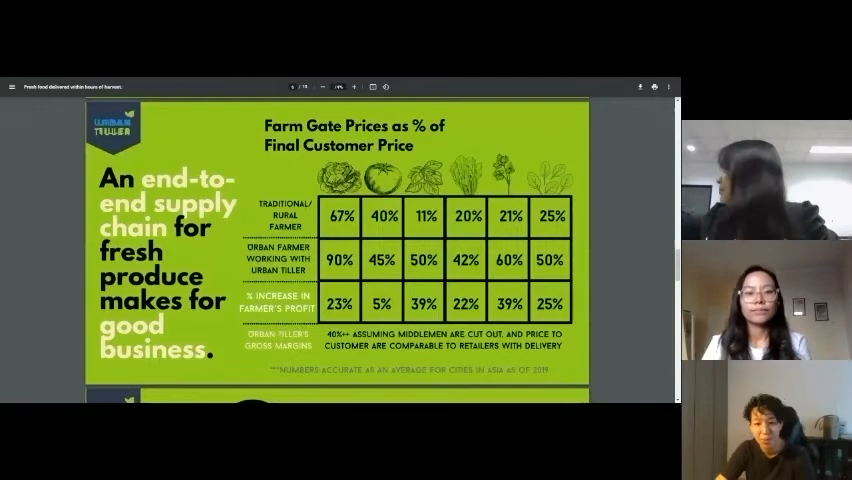 Fresh food delivered within hours of harvest.
6 / 15
74%
URBAN
TILLER
Farm Gate Prices as % of
Final Customer Price
An end-to-
end supply
chain for
fresh
produce
makes for
good
business.
TRADITIONAL/
RURAL
FARMER
67% 40% 11% 20% 21% 25%
URBAN FARMER
WORKING WITH
URBAN TILLER
90% 45% 50% 42% 60% 50%
% INCREASE IN
FARMER'S PROFIT
23% 5% 39% 22% 39% 25%
URBAN TILLER'S
GROSS MARGINS
40%++ ASSUMING MIDDLEMEN ARE CUT OUT, AND PRICE TO
CUSTOMER ARE COMPARABLE TO RETAILERS WITH DELIVERY
***NUMBERS ACCURATE AS AN AVERAGE FOR CITIES IN ASIA AS OF 2019